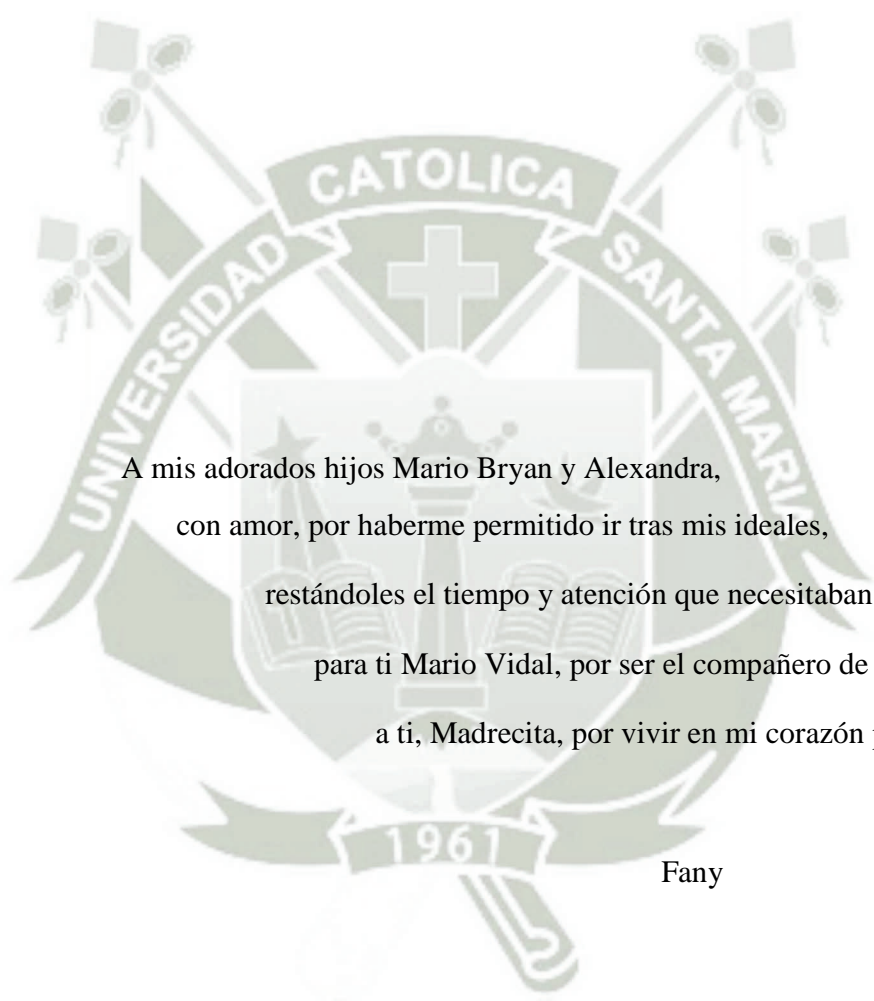 CATOLICA
UNIVERSIDAD
SANTA MARIA
A mis adorados hijos Mario Bryan y Alexandra,
con amor, por haberme permitido ir tras mis ideales,
restándoles el tiempo y atención que necesitaban
para ti Mario Vidal, por ser el compañero de
a ti, Madrecita, por vivir en mi corazón
1961
Fany